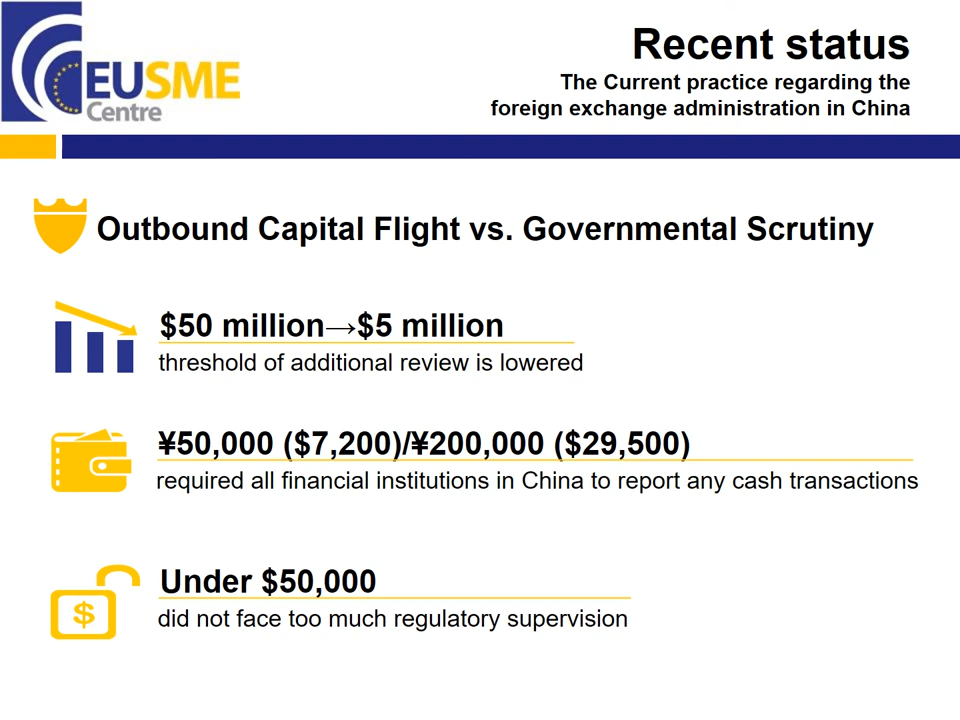 EUSME
Centre
Recent status
The Current practice regarding the
foreign exchange administration in China
Outbound Capital Flight vs. Governmental Scrutiny
$50 million→$5 million
threshold of additional review is lowered
¥50,000 ($7,200)/¥200,000 ($29,500)
required all financial institutions in China to report any cash transactions
Under $50,000
$
did not face too much regulatory supervision